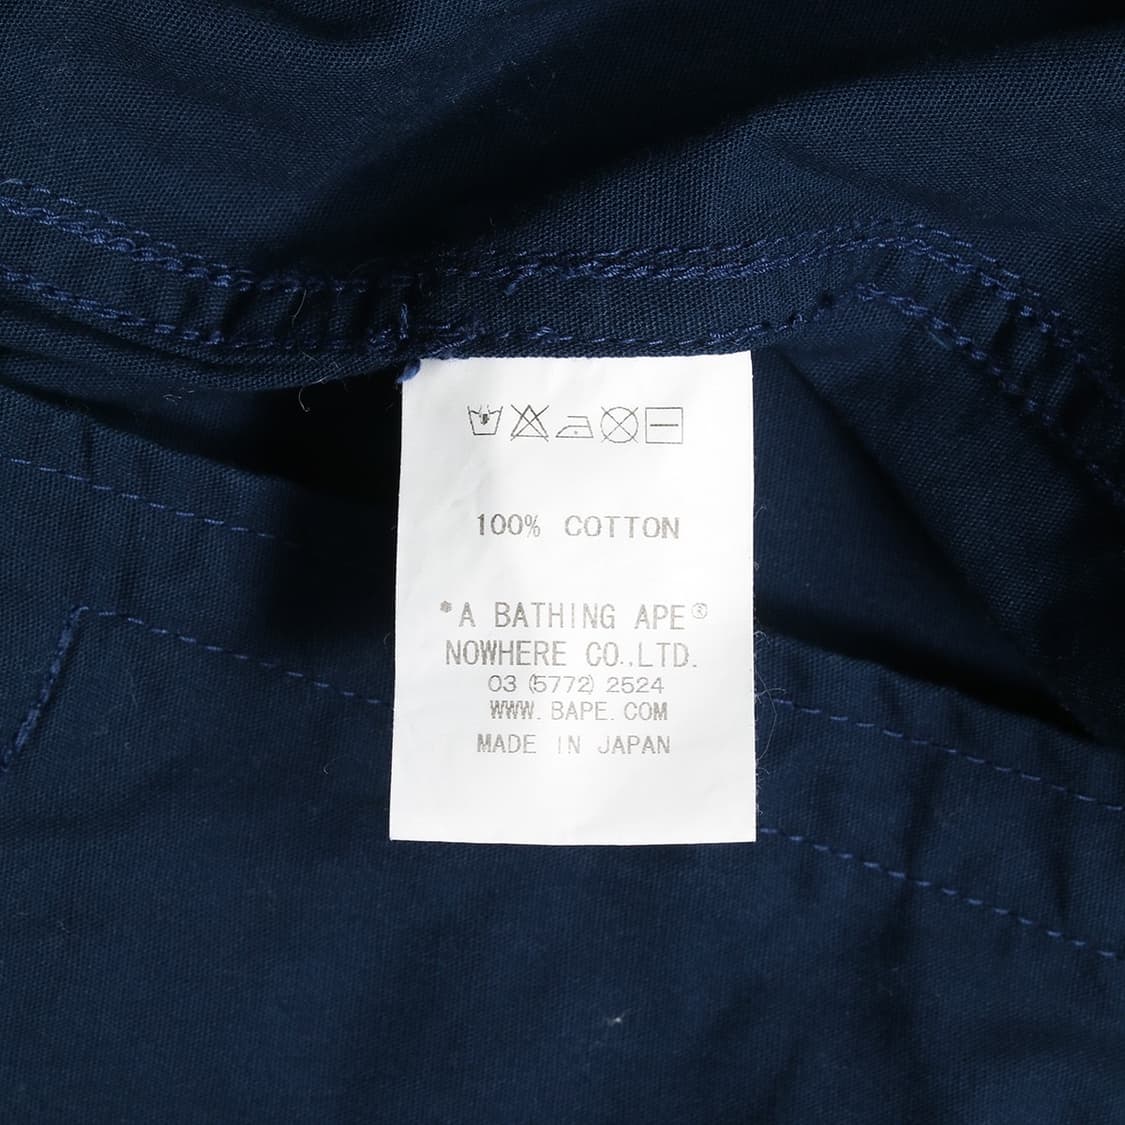 100% COTTON
*A BATHING APE®
NOWHERE CO.,LTD.
03 (5772) 2524
WWW. BAPE. COM
MADE IN JAPAN